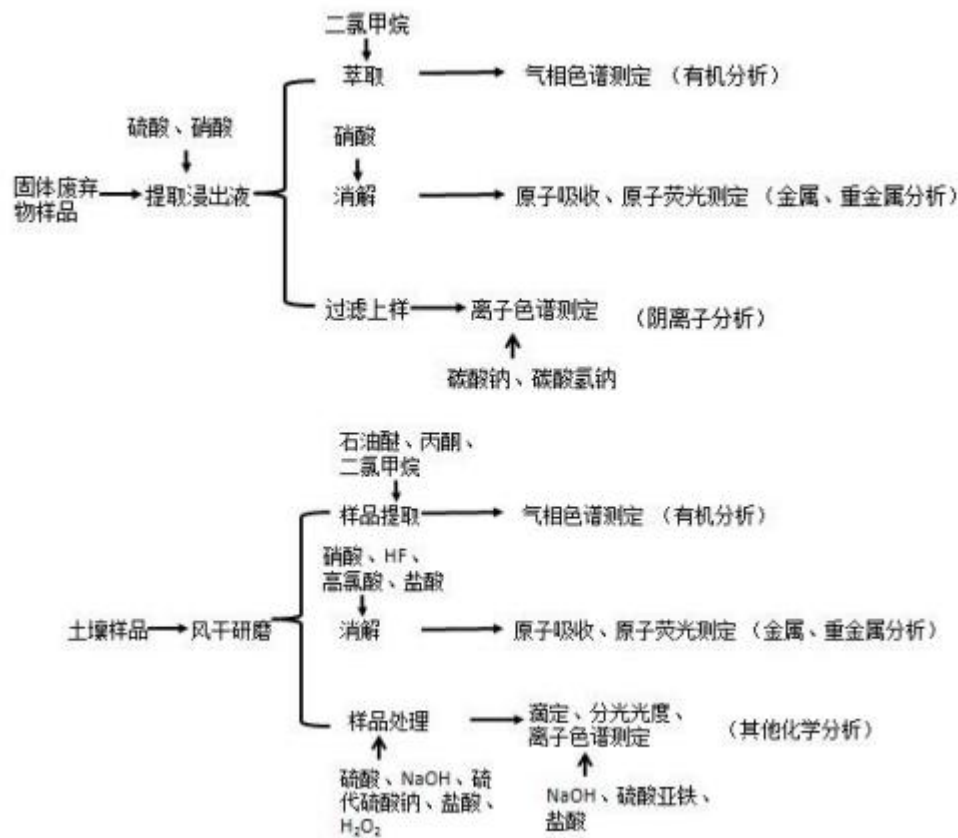 二氯甲烷
萃取
气相色谱测定 （有机分析）
硫酸、硝酸
硝酸
固体废弃
物样品
提取浸出液
消解
原子吸收、原子荧光测定 （金属、重金属分析）
过滤上样
离子色谱测定
（阴离子分析）
碳酸钠、碳酸氢钠
石油醚、丙酮、
二氯甲烷
样品提取
气相色谱测定 （有机分析）
硝酸、HF、
高氯酸、盐酸
土壤样品
风干研磨
消解
原子吸收、原子荧光测定 （金属、重金属分析）
样品处理
滴定、分光光度、
离子色谱测定
（其他化学分析）
硫酸、NaOH、硫
代硫酸钠、盐酸、
H₂O₂
NaOH、硫酸亚铁、
盐酸